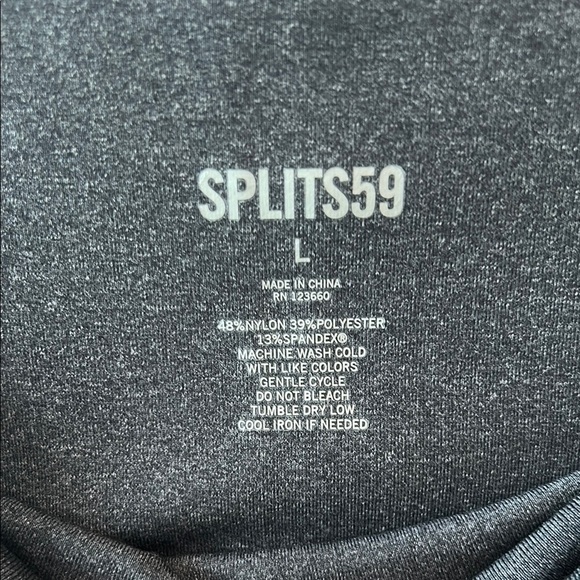 SPLITS59
L
MADE IN CHINA
RN 123660
48%NYLON 39%POLYESTER
13%SPANDEX®
MACHINE WASH COLD
WITH LIKE COLORS
GENTLE CYCLE
DO NOT BLEACH
TUMBLE DRY LOW
COOL IRON IF NEEDED